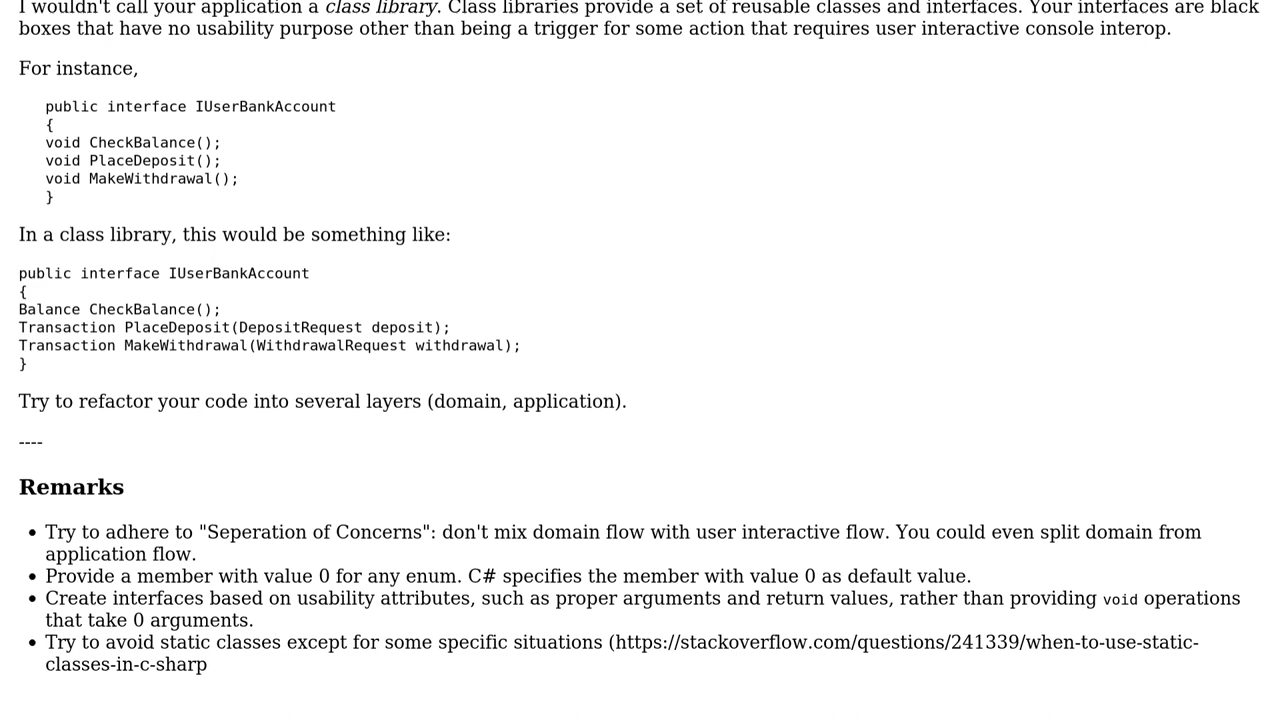 I wouldn't call your application a class library. Class libraries provide a set of reusable classes and interfaces. Your interfaces are black
boxes that have no usability purpose other than being a trigger for some action that requires user interactive console interop.
For instance,
public interface IUserBankAccount
{
void CheckBalance();
void PlaceDeposit();
void MakeWithdrawal();
}
In a class library, this would be something like:
public interface IUserBankAccount
{
Balance CheckBalance();
Transaction PlaceDeposit(DepositRequest deposit);
Transaction MakeWithdrawal(WithdrawalRequest withdrawal);
}
Try to refactor your code into several layers (domain, application).
----
Remarks
• Try to adhere to "Seperation of Concerns": don't mix domain flow with user interactive flow. You could even split domain from
application flow.
• Provide a member with value 0 for any enum. C# specifies the member with value 0 as default value.
• Create interfaces based on usability attributes, such as proper arguments and return values, rather than providing void operations
that take 0 arguments.
• Try to avoid static classes except for some specific situations (https://stackoverflow.com/questions/241339/when-to-use-static-
classes-in-c-sharp